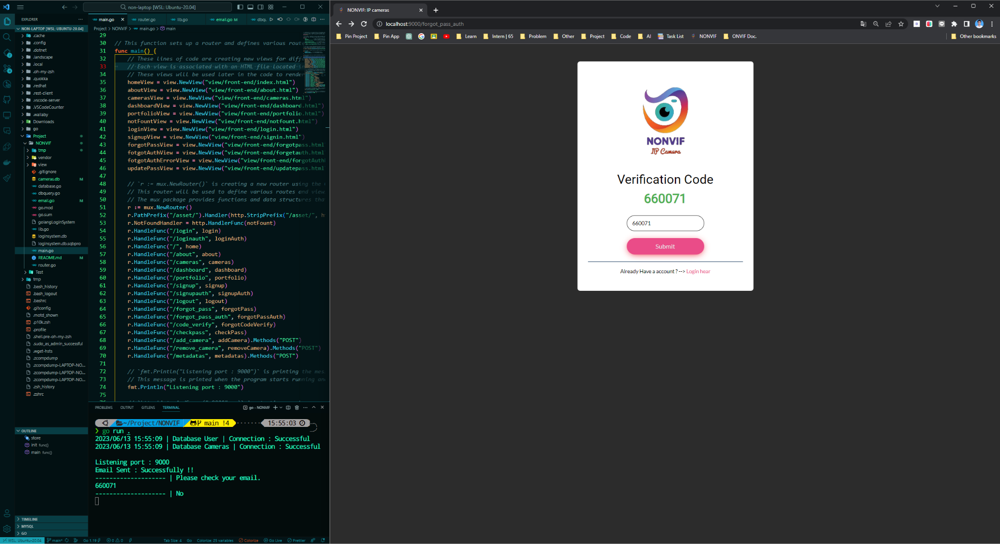 non-laptop [WSL: Ubuntu-20.04]
EXPLORER
NON-LAPTOP [WSL: UBUNTU-20.04]
.cache
.config
.dotnet
.landscape
.local
.oh-my-zsh
.quokka
.redhat
.rest-client
.vscode-server
.VSCodeCounter
.wallaby
Downloads
go
Project
NONVIF
tmp
vendor
view
.gitignore
cameras.db M
database.go
dbquery.go
email.go M
go.mod
go.sum
golangLoginSystem
lib.go
loginsystem.db
loginsystem.db.sqbpro
main.go
README.md M
router.go
Test
tmp
.bash_history
.bash_logout
.bashrc
.gitconfig
.motd_shown
.p10k.zsh
.profile
.shell.pre-oh-my-zsh
.sudo_as_admin_successful
.wget-hsts
.zcompdump
.zcompdump-LAPTOP-NO...
.zcompdump-LAPTOP-NO...
.zcompdump-LAPTOP-NO...
.zsh_history
.zshrc
OUTLINE
store
init func()
main func()
TIMELINE
MYSQL
GO
main.go router.go lib.go email.go M dbqu
Project > NONVIF > main.go > main
29
30 // This function sets up a router and defines various rout
31 func main() {
32 // These lines of code are creating new views for diff
33 // Each view is associated with an HTML file located i
34 // These views will be used later in the code to rende
35 homeView = view.NewView("view/front-end/index.html")
36 aboutView = view.NewView("view/front-end/about.html")
37 camerasView = view.NewView("view/front-end/cameras.html")
38 dashboardView = view.NewView("view/front-end/dashboard.html")
39 portfolioView = view.NewView("view/front-end/portfolio.html")
40 notFountView = view.NewView("view/front-end/notfount.html")
41 loginView = view.NewView("view/front-end/login.html")
42 signupView = view.NewView("view/front-end/signin.html")
43 forgotPassView = view.NewView("view/front-end/forgotpass.html
44 fotgotAuthView = view.NewView("view/front-end/forgetauth.html
45 fotgotAuthErrorView = view.NewView("view/front-end/forgotAuth
46 updatePassView = view.NewView("view/front-end/updatepass.html
47
48 // `r := mux.NewRouter()` is creating a new router using the
49 // This router will be used to define various routes and view
50 // The mux package provides functions and data structures tha
51 r := mux.NewRouter()
52 r.PathPrefix("/asset/").Handler(http.StripPrefix("/asset/", h
53 r.NotFoundHandler = http.HandlerFunc(notFount)
54 r.HandleFunc("/login", login)
55 r.HandleFunc("/loginauth", loginAuth)
56 r.HandleFunc("/", home)
57 r.HandleFunc("/about", about)
58 r.HandleFunc("/cameras", cameras)
59 r.HandleFunc("/dashboard", dashboard)
60 r.HandleFunc("/portfolio", portfolio)
61 r.HandleFunc("/signup", signup)
62 r.HandleFunc("/signupauth", signupAuth)
63 r.HandleFunc("/logout", logout)
64 r.HandleFunc("/forgot_pass", forgotPass)
65 r.HandleFunc("/forgot_pass_auth", forgotPassAuth)
66 r.HandleFunc("/code_verify", forgotCodeVerify)
67 r.HandleFunc("/checkpass", checkPass)
68 r.HandleFunc("/add_camera", addCamera).Methods("POST")
69 r.HandleFunc("/remove_camera", removeCamera).Methods("POST")
70 r.HandleFunc("/metadatas", metadatas).Methods("POST")
71
72 // `fmt.Println("Listening port : 9000")` is printing the mes
73 // This message is printed when the program starts running an
74 fmt.Println("Listening port : 9000")
75
PROBLEMS OUTPUT GITLENS TERMINAL go - NONVIF
~/Project/NONVIF main !4 15:55:03
❯ go run .
2023/06/13 15:55:09 | Database User | Connection : Successful
2023/06/13 15:55:09 | Database Cameras | Connection : Successful
Listening port : 9000
Email Sent : Successfully !!
-------------------- | Please check your email.
660071
-------------------- | No
WSL: Ubuntu-20.04 main* Go 1.19 0 0 Tab Size: 4 Go Colorize: 25 variables Colorize Go Live Prettier
NONVIF: IP cameras
localhost:9000/forgot_pass_auth
Pin Project Pin App Learn Intern | 65 Problem Other Project Code AI Task List NONVIF ONVIF Doc. Other bookmarks
NONVIF
IP Camera
Verification Code
660071
660071
Submit
Already Have a account ? --> Login hear